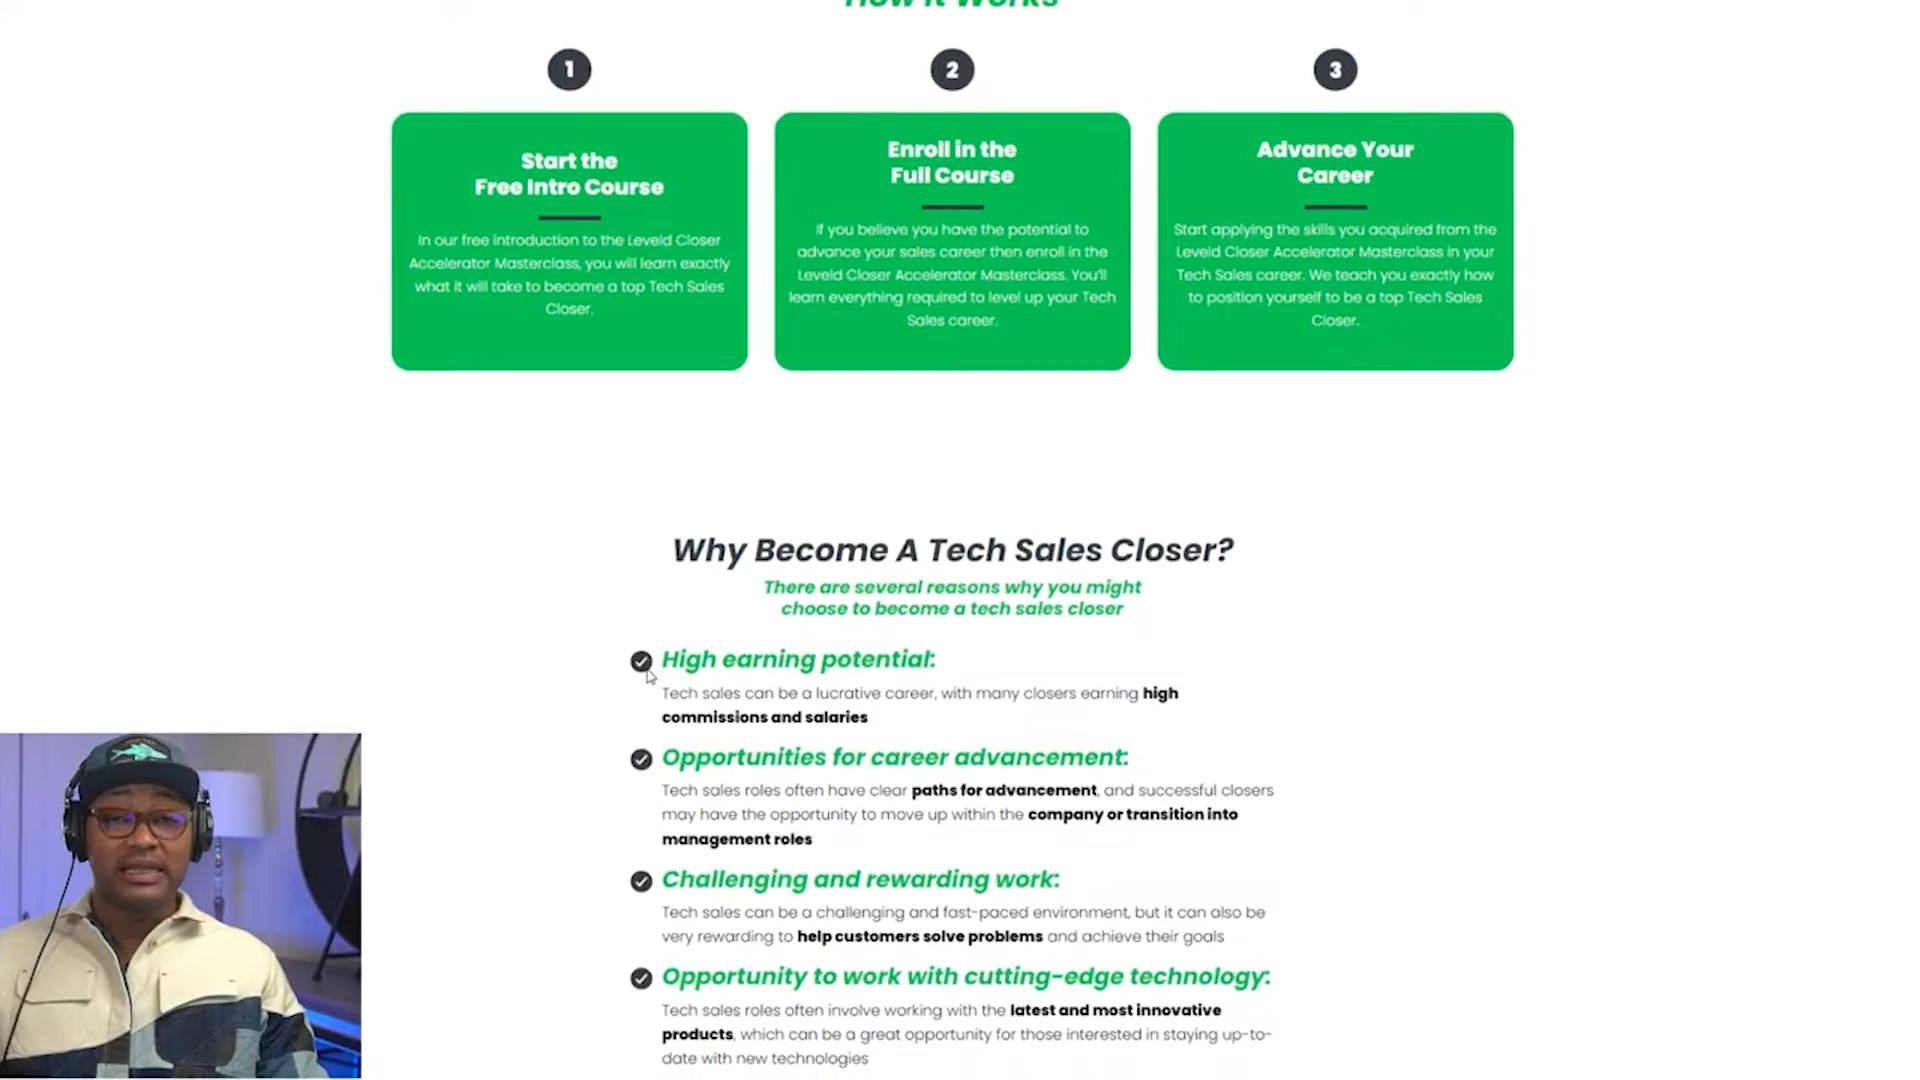 How It Works
1
2
3
Start the
Free Intro Course
In our free introduction to the Leveld Closer
Accelerator Masterclass, you will learn exactly
what it will take to become a top Tech Sales
Closer.
Enroll in the
Full Course
If you believe you have the potential to
advance your sales career then enroll in the
Leveld Closer Accelerator Masterclass. You'll
learn everything required to level up your Tech
Sales career.
Advance Your
Career
Start applying the skills you acquired from the
Leveld Closer Accelerator Masterclass in your
Tech Sales career. We teach you exactly how
to position yourself to be a top Tech Sales
Closer.
Why Become A Tech Sales Closer?
There are several reasons why you might
choose to become a tech sales closer
High earning potential:
Tech sales can be a lucrative career, with many closers earning high
commissions and salaries
Opportunities for career advancement:
Tech sales roles often have clear paths for advancement, and successful closers
may have the opportunity to move up within the company or transition into
management roles
Challenging and rewarding work:
Tech sales can be a challenging and fast-paced environment, but it can also be
very rewarding to help customers solve problems and achieve their goals
Opportunity to work with cutting-edge technology:
Tech sales roles often involve working with the latest and most innovative
products, which can be a great opportunity for those interested in staying up-to-
date with new technologies